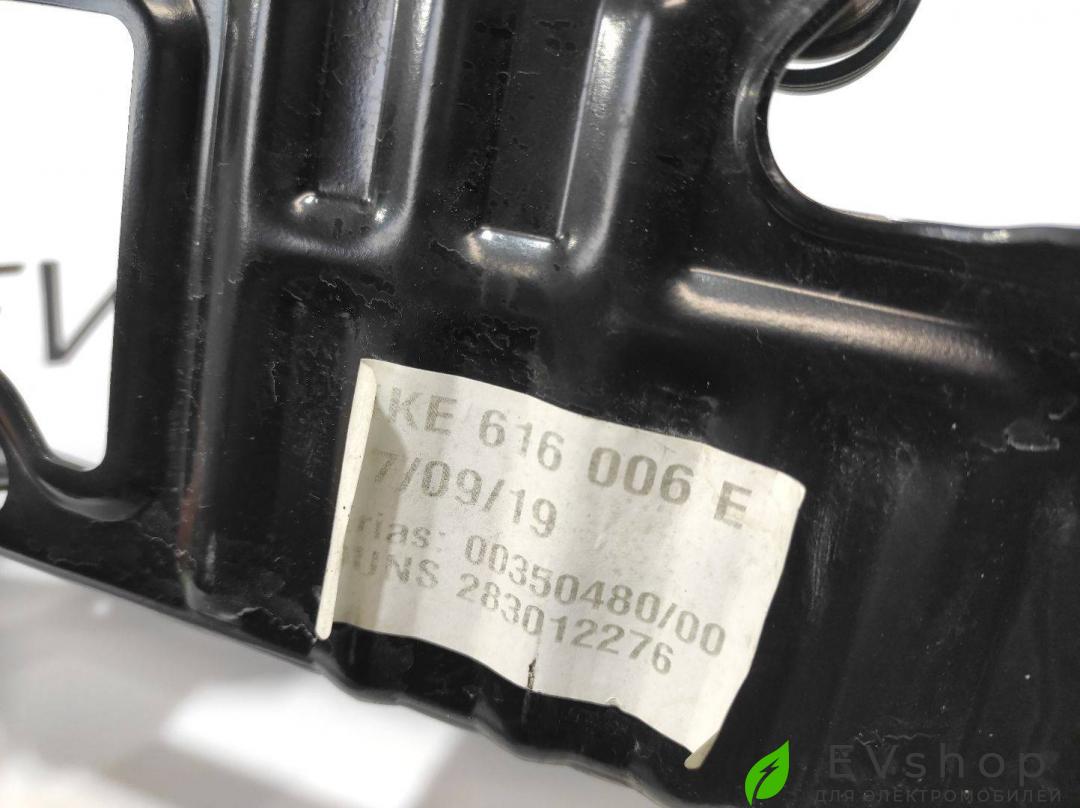 KE 616 006 E
7/09/19
rias: 00350480/00
UNS 283012276
EVshop
ДЛЯ ЭЛЕКТРОМОБИЛЕЙ